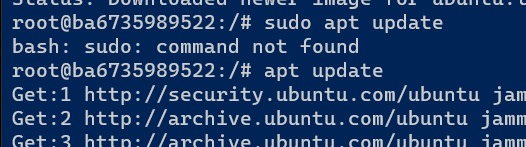 Status: Downloaded newer image for ubuntu:
root@ba6735989522:/# sudo apt update
bash: sudo: command not found
root@ba6735989522:/# apt update
Get:1 http://security.ubuntu.com/ubuntu jam
Get:2 http://archive.ubuntu.com/ubuntu jamm
Get:3 http://archive.ubuntu.com/ubuntu jamm